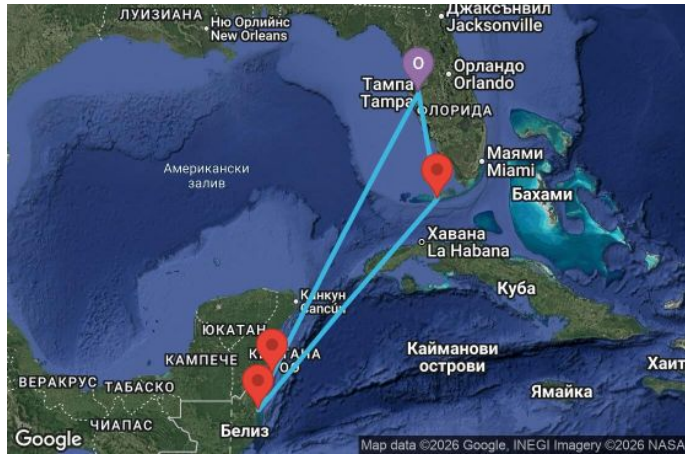 ЛУИЗИАНА
Ню Орлийнс
New Orleans
Джаксънвил
Jacksonville
O
Орландо
Orlando
Тампа
Tampa
ФЛОРИДА
Маями
Miami
Американски
залив
Бахами
Хавана
La Habana
Канкун
Cancún
Куба
ЮКАТАН
КАМПЕЧЕ
Кайманови
острови
Хаит
ВЕРАКРУС
ТАБАСКО
Ямайка
ЧИАПАС
Белиз
Google
Map data ©2026 Google, INEGI Imagery ©2026 NASA